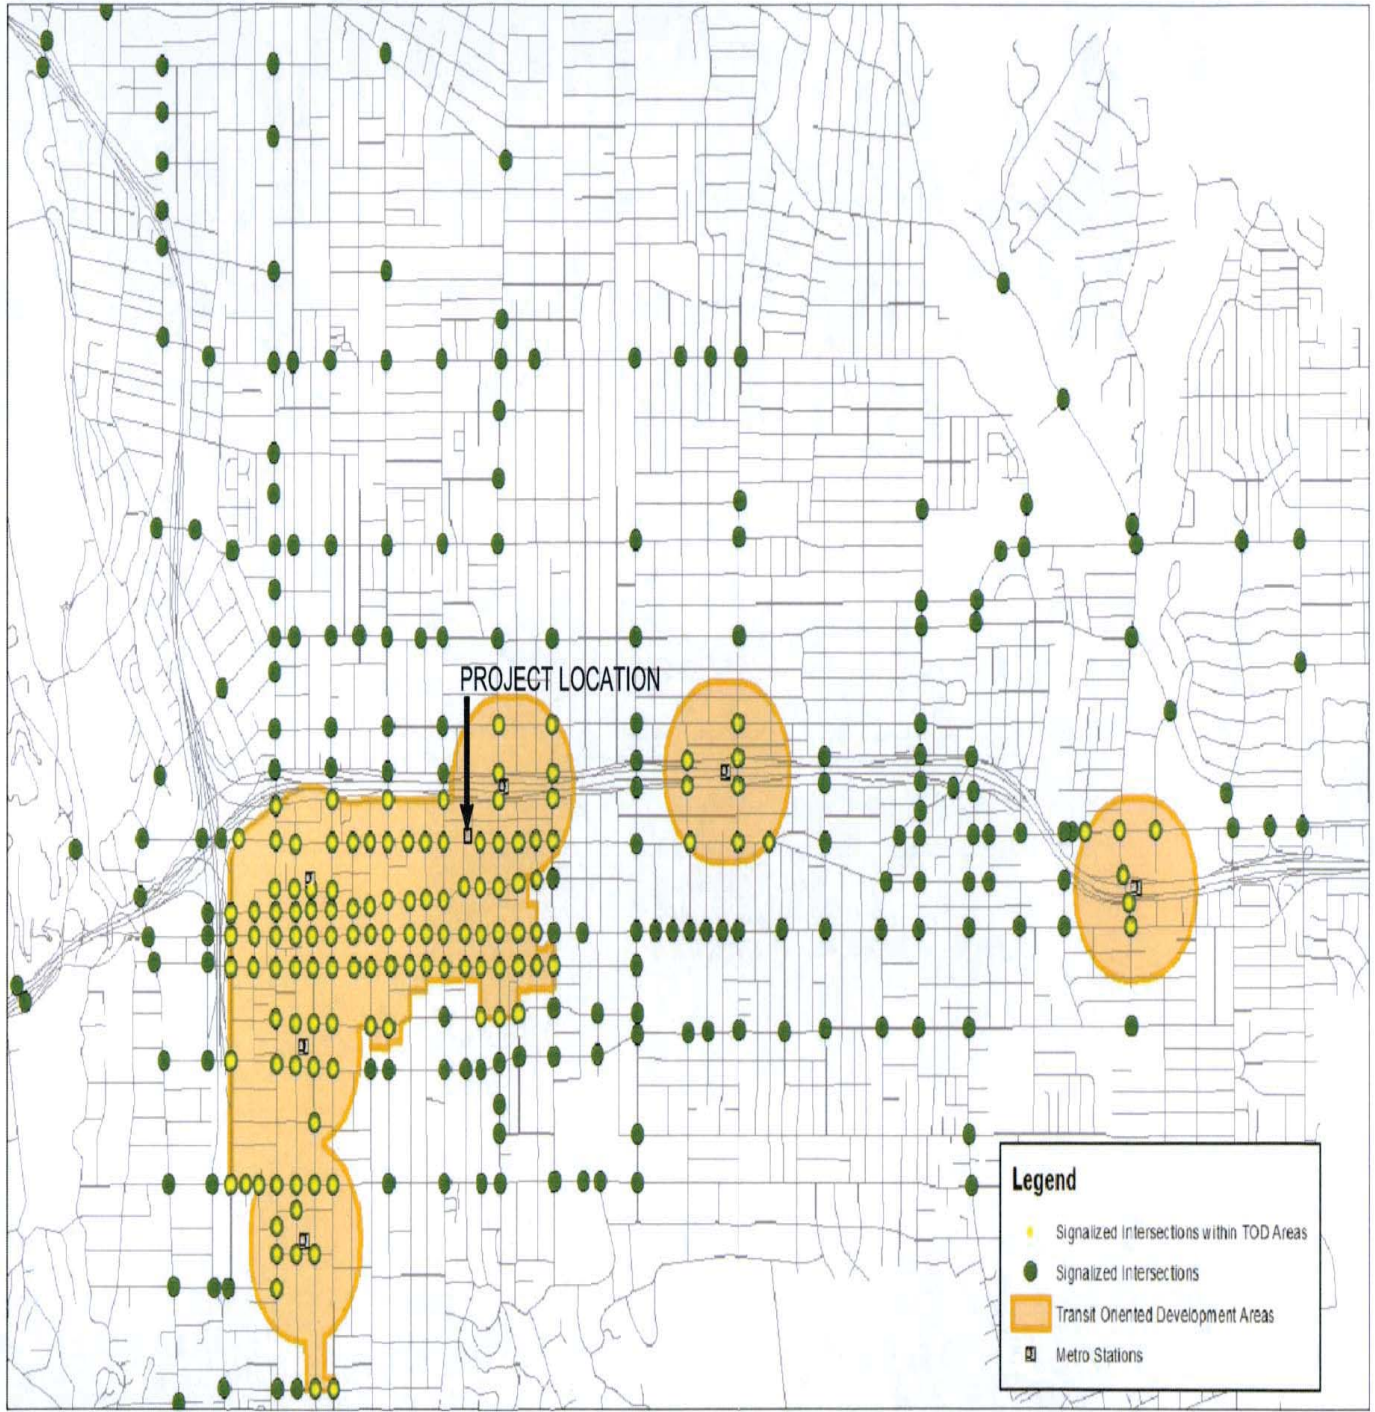 PROJECT LOCATION
Legend
Signalized Intersections within TOD Areas
Signalized Intersections
Transit Oriented Development Areas
Metro Stations